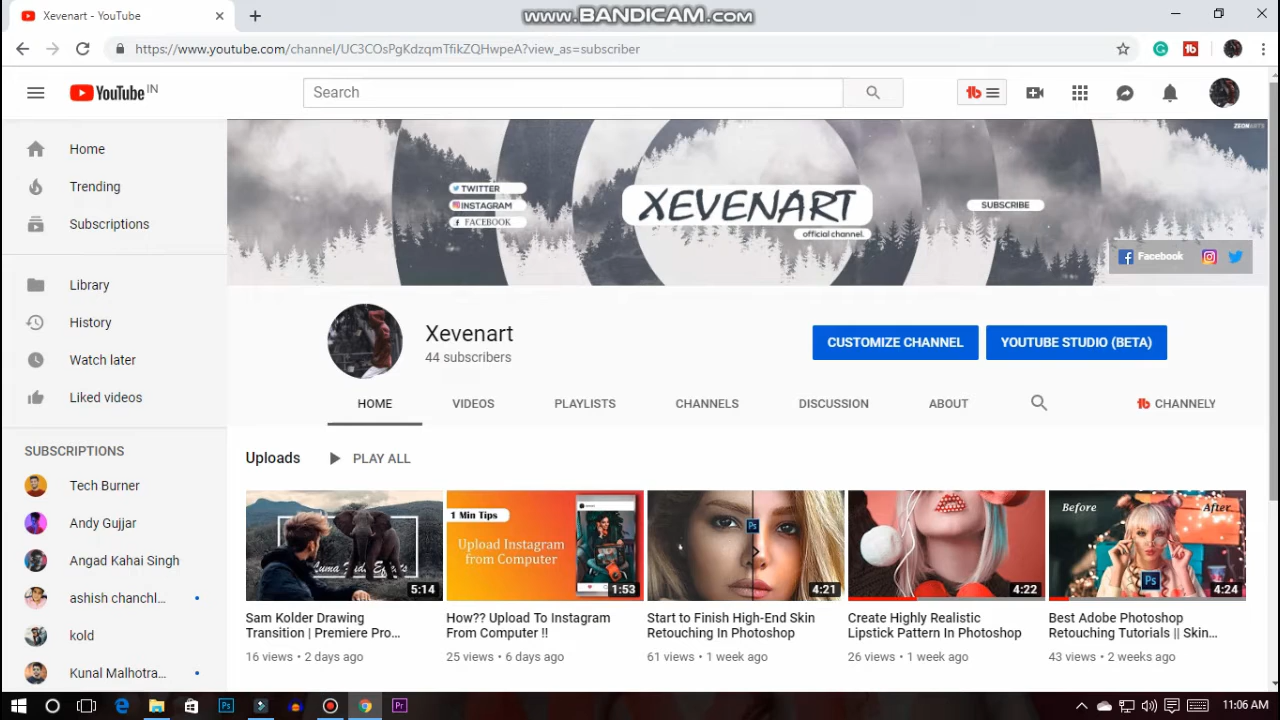 Xevenart - YouTube
www.BANDICAM.com
https://www.youtube.com/channel/UC3COsPgKdzqmTfikZQHwpeA?view_as=subscriber
YouTube IN
Search
Home
Trending
Subscriptions
Library
History
Watch later
Liked videos
SUBSCRIPTIONS
Tech Burner
Andy Gujjar
Angad Kahai Singh
ashish chanchl...
kold
Kunal Malhotra...
ZEONARTS
TWITTER
INSTAGRAM
FACEBOOK
XEVENART
official channel.
SUBSCRIBE
Facebook
Xevenart
44 subscribers
CUSTOMIZE CHANNEL
YOUTUBE STUDIO (BETA)
HOME VIDEOS PLAYLISTS CHANNELS DISCUSSION ABOUT CHANNELY
Uploads PLAY ALL
5:14
Sam Kolder Drawing
Transition | Premiere Pro...
16 views • 2 days ago
1 Min Tips
Upload Instagram
from Computer
1:53
How?? Upload To Instagram
From Computer !!
25 views • 6 days ago
Ps
4:21
Start to Finish High-End Skin
Retouching In Photoshop
61 views • 1 week ago
4:22
Create Highly Realistic
Lipstick Pattern In Photoshop
26 views • 1 week ago
Before After
Ps
4:24
Best Adobe Photoshop
Retouching Tutorials || Skin...
43 views • 2 weeks ago
Ps
Pr
11:06 AM